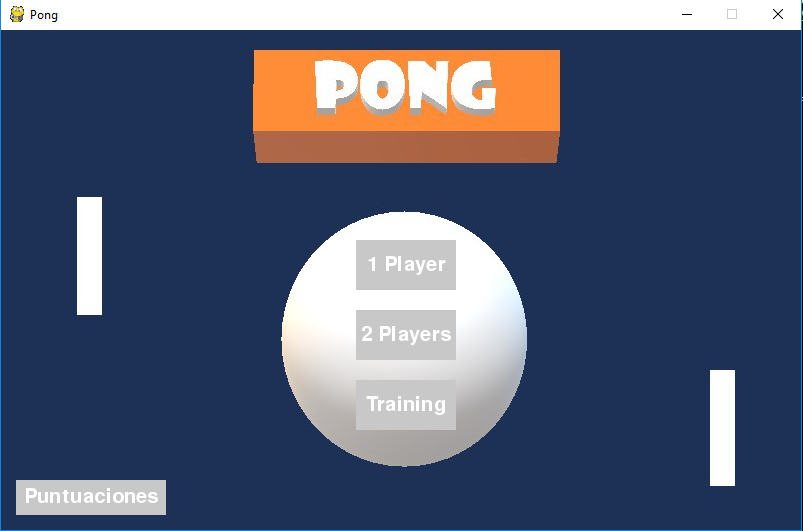 Pong
PONG
1 Player
2 Players
Training
Puntuaciones